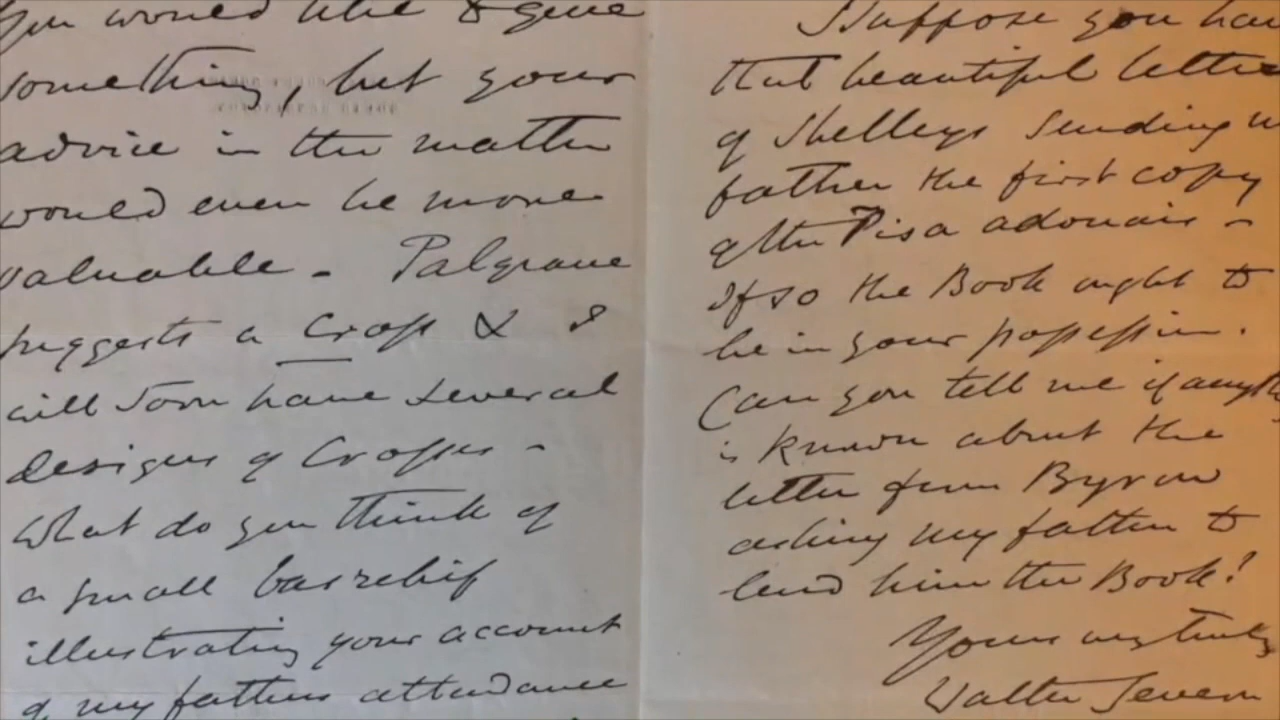 you would like to give
something, but your
advice in the matter
would even be more
valuable - Palgrave
suggests a Cross & I
will soon have several
designs of Crosses -
What do you think of
a small basrelief
illustrating your account
of my fathers attendance
I suppose you have
that beautiful letter
of Shelleys sending my
father the first copy
of the Pisa adonais -
If so the Book ought to
be in your possession.
Can you tell me if anything
is known about the
letter from Byron
asking my father to
lend him the Book?
Yours very truly
Walter Severn